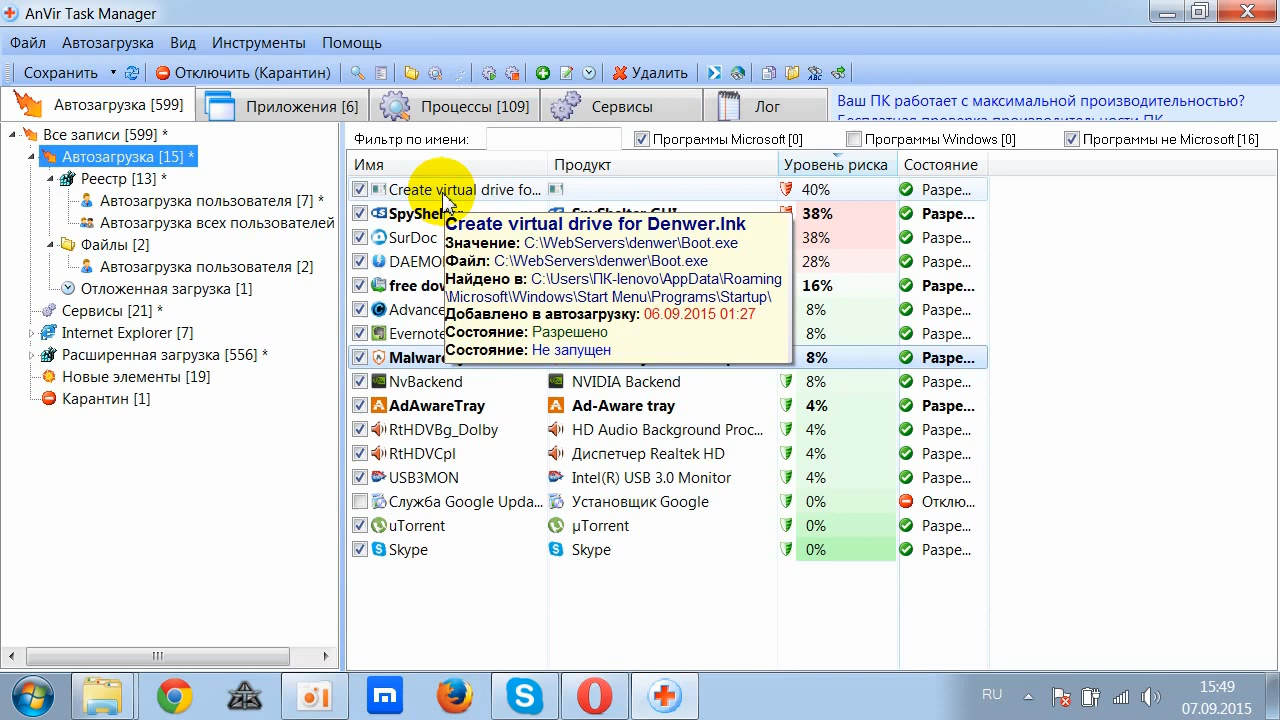 AnVir Task Manager
Файл Автозагрузка Вид Инструменты Помощь
Сохранить Отключить (Карантин) Удалить
Автозагрузка [599] Приложения [6] Процессы [109] Сервисы Лог
Ваш ПК работает с максимальной производительностью?
Бесплатная проверка производительности ПК
Все записи [599] *
Автозагрузка [15] *
Реестр [13] *
Автозагрузка пользователя [7] *
Автозагрузка всех пользователей
Файлы [2]
Автозагрузка пользователя [2]
Отложенная загрузка [1]
Сервисы [21] *
Internet Explorer [7]
Расширенная загрузка [556] *
Новые элементы [19]
Карантин [1]
Фильтр по имени: Программы Microsoft [0] Программы Windows [0] Программы не Microsoft [16]
Имя Продукт Уровень риска Состояние
Create virtual drive fo... 40% Разре...
SpyShel 38% Разре...
SurDoc 38% Разре...
DAEMO 28% Разре...
free dow 16% Разре...
Advance 8% Разре...
Evernote 8% Разре...
Malware 8% Разре...
NvBackend NVIDIA Backend 8% Разре...
AdAwareTray Ad-Aware tray 4% Разре...
RtHDVBg_Dolby HD Audio Background Proc... 4% Разре...
RtHDVCpl Диспетчер Realtek HD 4% Разре...
USB3MON Intel(R) USB 3.0 Monitor 4% Разре...
Служба Google Upda... Установщик Google 0% Отклю...
uTorrent µTorrent 0% Разре...
Skype Skype 0% Разре...
Create virtual drive for Denwer.lnk
Значение: C:\WebServers\denwer\Boot.exe
Файл: C:\WebServers\denwer\Boot.exe
Найдено в: C:\Users\ПК-lenovo\AppData\Roaming
\Microsoft\Windows\Start Menu\Programs\Startup\
Добавлено в автозагрузку: 06.09.2015 01:27
Состояние: Разрешено
Состояние: Не запущен
RU 15:49
07.09.2015